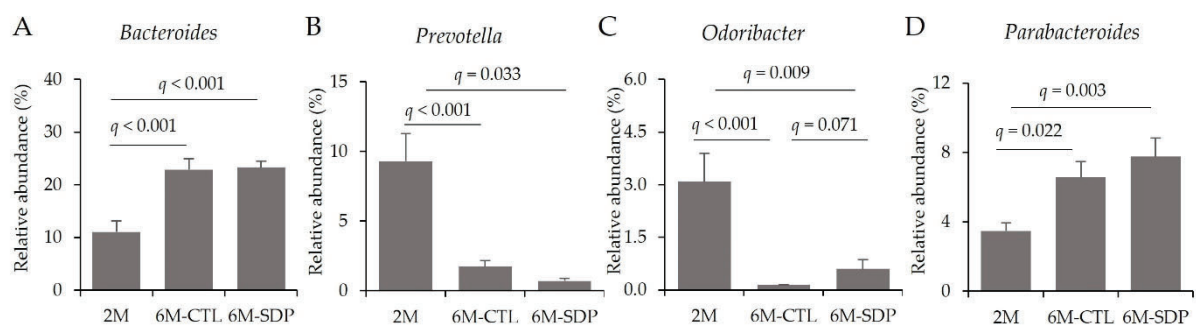 A
Bacteroides
Relative abundance (%)
40
30
20
10
0
q < 0.001
q < 0.001
2M 6M-CTL 6M-SDP
B
Prevotella
Relative abundance (%)
15
10
5
0
q = 0.033
q < 0.001
2M 6M-CTL 6M-SDP
C
Odoribacter
Relative abundance (%)
6.0
4.5
3.0
1.5
0.0
q = 0.009
q < 0.001
q = 0.071
2M 6M-CTL 6M-SDP
D
Parabacteroides
Relative abundance (%)
12
8
4
0
q = 0.003
q = 0.022
2M 6M-CTL 6M-SDP